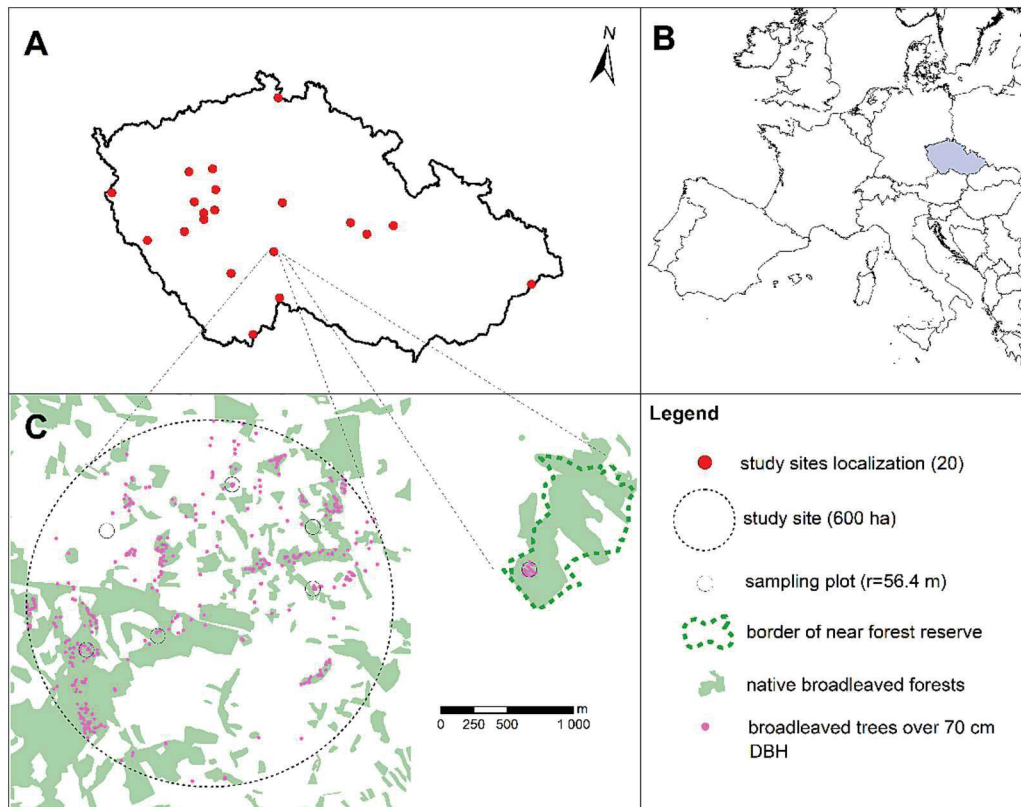 A
N
B
C
m
0 250 500 1 000
Legend
study sites localization (20)
study site (600 ha)
sampling plot (r=56.4 m)
border of near forest reserve
native broadleaved forests
broadleaved trees over 70 cm
DBH